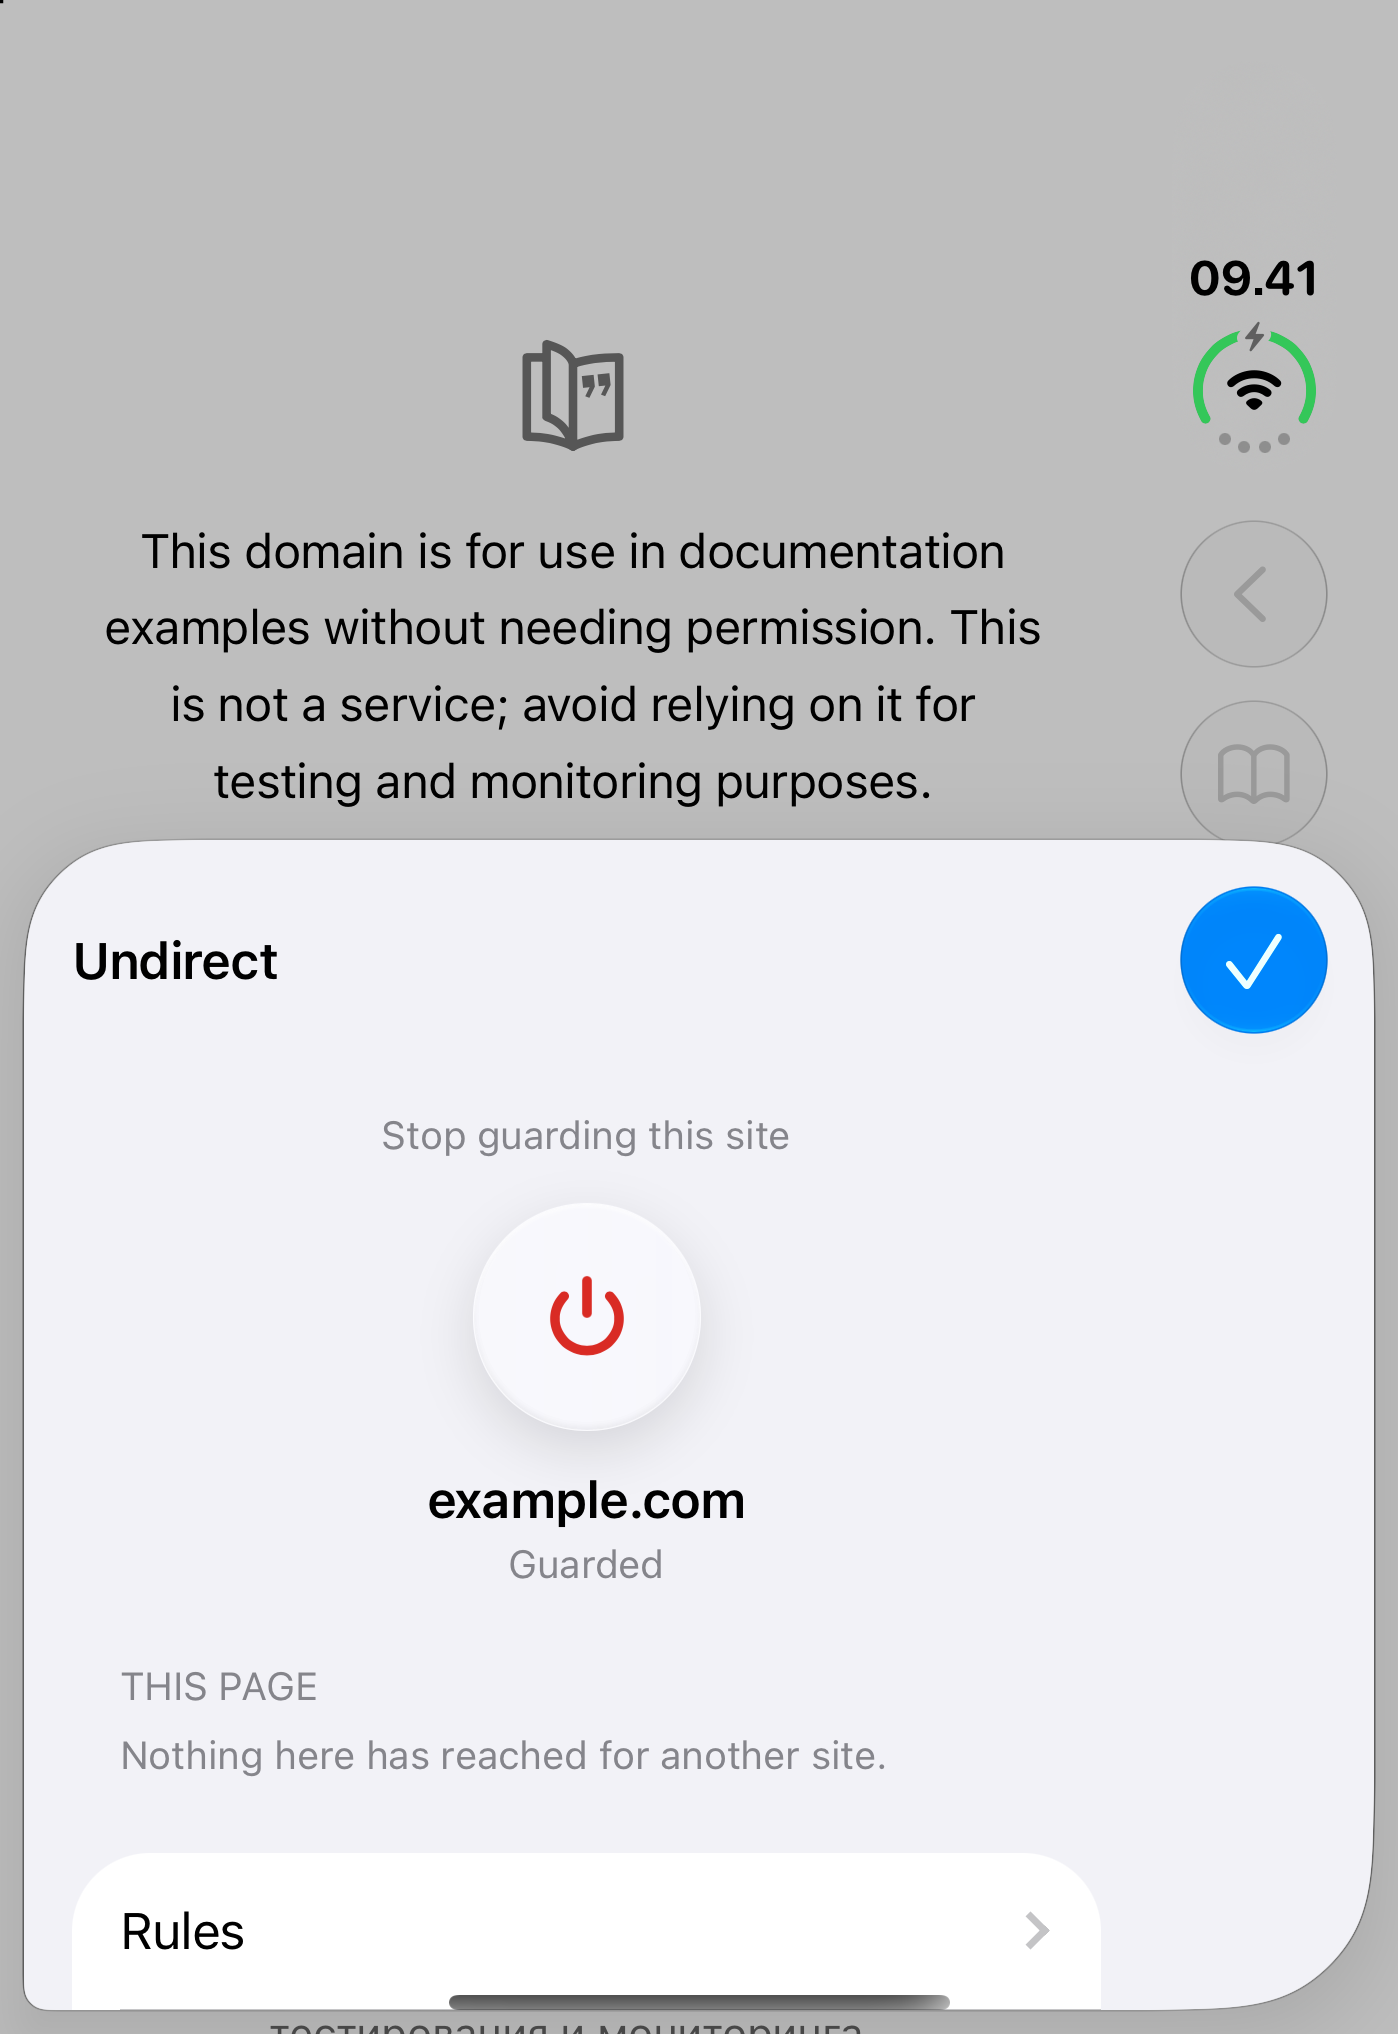 09.41
This domain is for use in documentation
examples without needing permission. This
is not a service; avoid relying on it for
testing and monitoring purposes.
Undirect
Stop guarding this site
example.com
Guarded
THIS PAGE
Nothing here has reached for another site.
Rules
тестирования и мониторинга